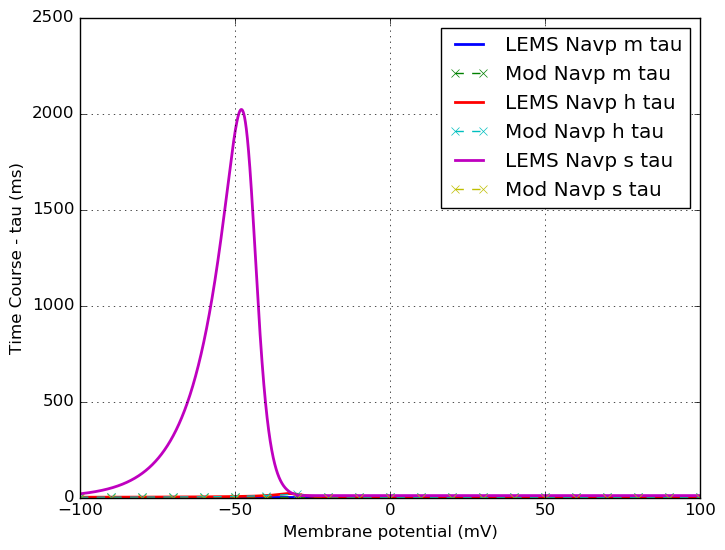 2500
2000
1500
1000
500
0
−100
−50
0
50
100
Time Course - tau (ms)
Membrane potential (mV)
LEMS Navp m tau
Mod Navp m tau
LEMS Navp h tau
Mod Navp h tau
LEMS Navp s tau
Mod Navp s tau